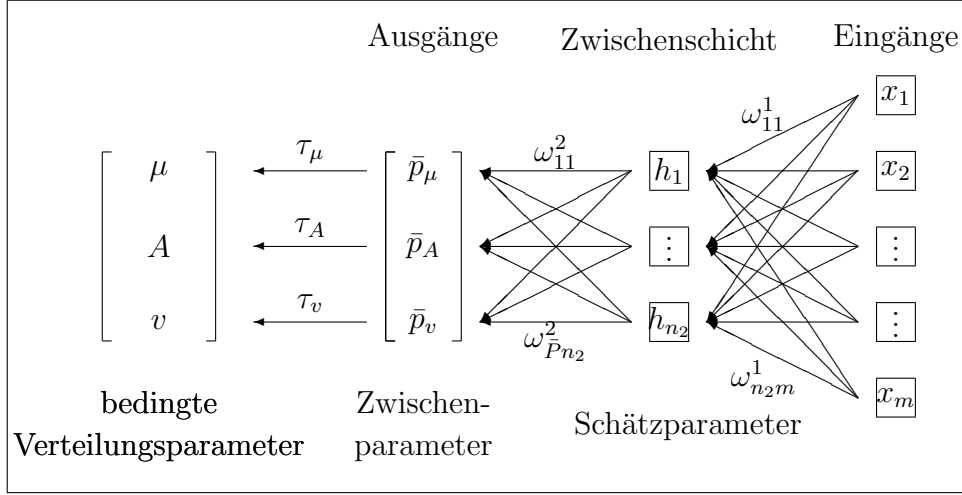 Ausgänge Zwischenschicht Eingänge
x₁
ω¹₁₁
μ τ_μ p̄_μ ω²₁₁ h₁ x₂
A τ_A p̄_A ⋮ ⋮
v τ_v p̄_v h_{n₂} ⋮
ω²_{P̄n₂}
ω¹_{n₂m}
x_m
bedingte Zwischen-
Schätzparameter
Verteilungsparameter parameter